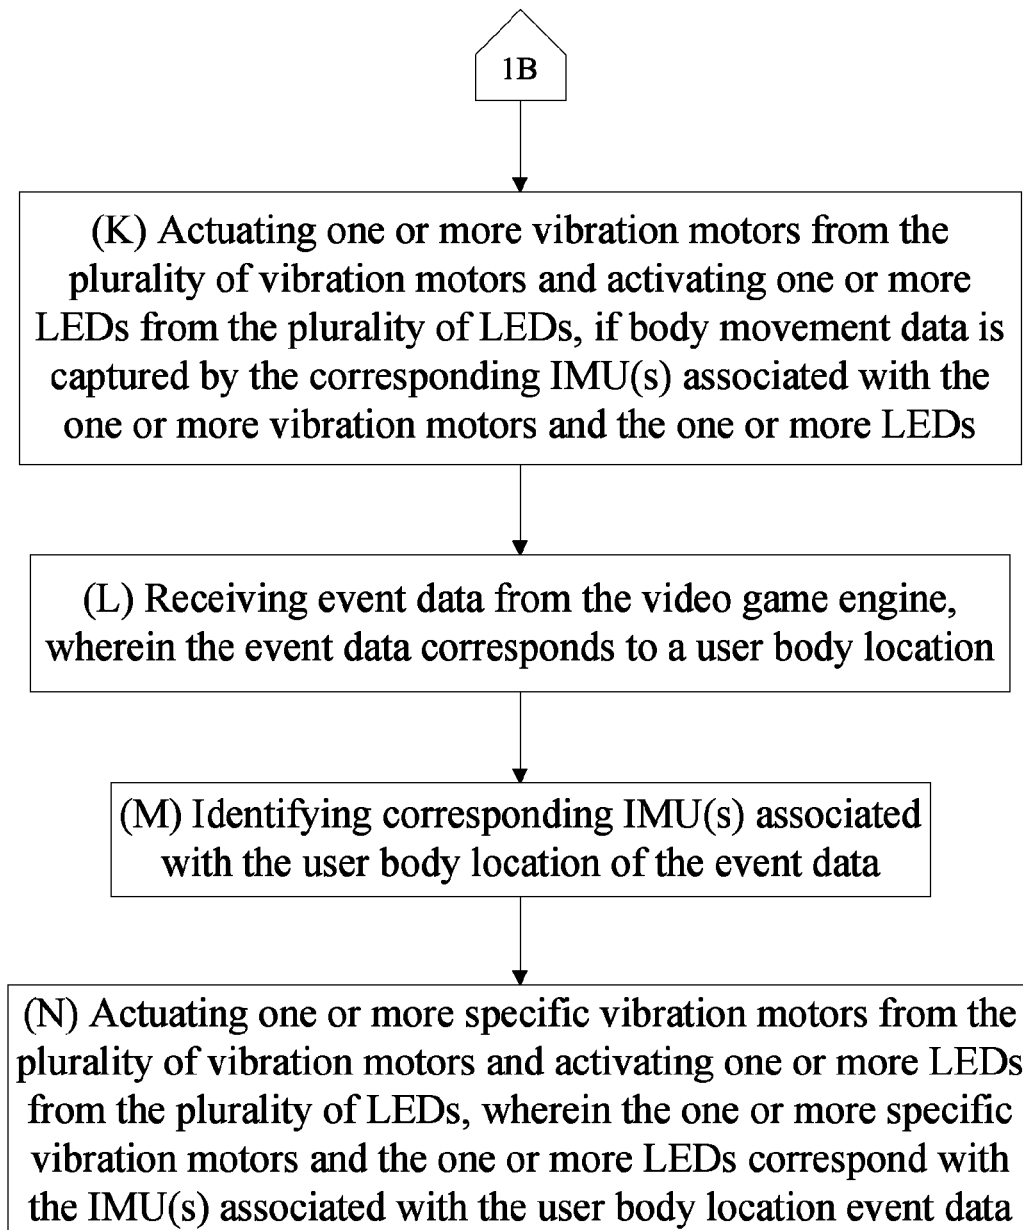 1B
(K) Actuating one or more vibration motors from the
plurality of vibration motors and activating one or more
LEDs from the plurality of LEDs, if body movement data is
captured by the corresponding IMU(s) associated with the
one or more vibration motors and the one or more LEDs
(L) Receiving event data from the video game engine,
wherein the event data corresponds to a user body location
(M) Identifying corresponding IMU(s) associated
with the user body location of the event data
(N) Actuating one or more specific vibration motors from the
plurality of vibration motors and activating one or more LEDs
from the plurality of LEDs, wherein the one or more specific
vibration motors and the one or more LEDs correspond with
the IMU(s) associated with the user body location event data